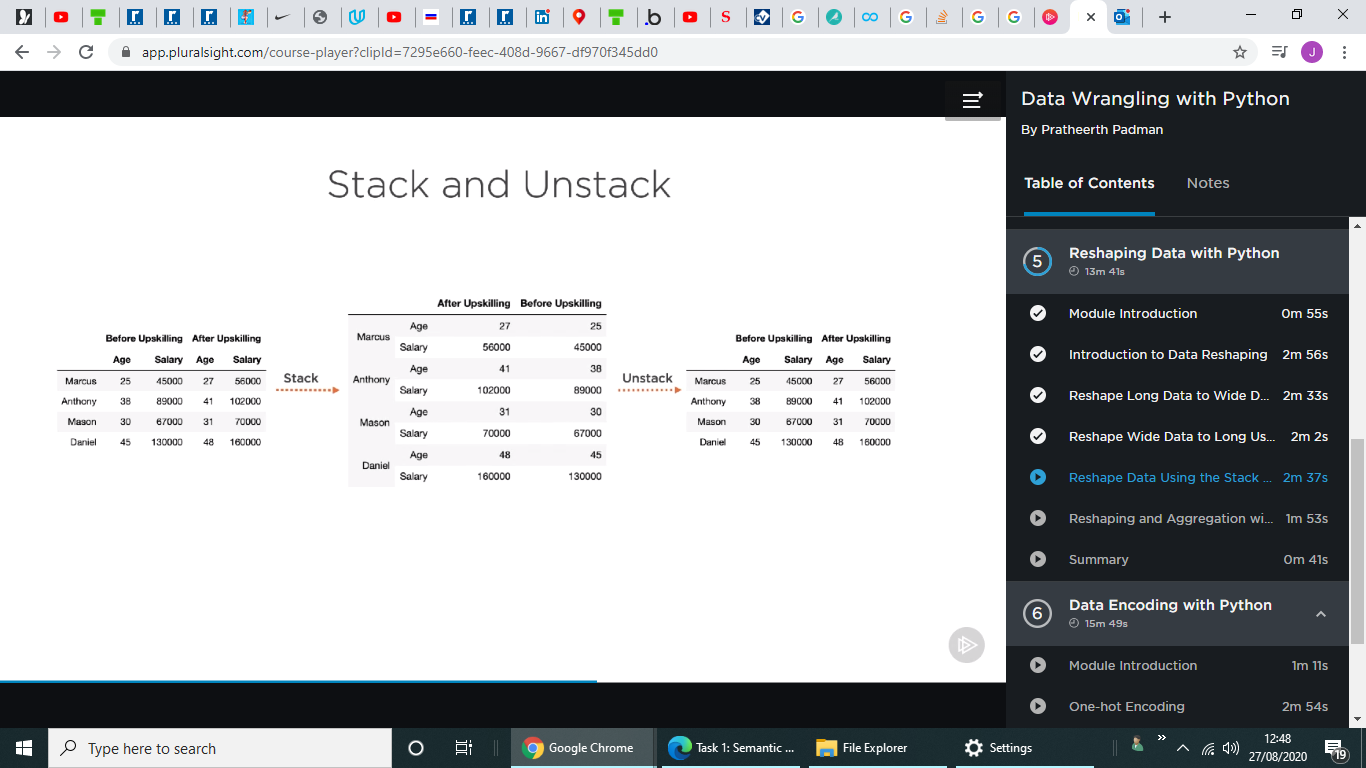 app.pluralsight.com/course-player?clipId=7295e660-feec-408d-9667-df970f345dd0
J
Stack and Unstack
Before Upskilling After Upskilling
Age Salary Age Salary
Marcus 25 45000 27 56000
Anthony 38 89000 41 102000
Mason 30 67000 31 70000
Daniel 45 130000 48 160000
Stack
After Upskilling Before Upskilling
Marcus Age 27 25
Salary 56000 45000
Anthony Age 41 38
Salary 102000 89000
Mason Age 31 30
Salary 70000 67000
Daniel Age 48 45
Salary 160000 130000
Unstack
Before Upskilling After Upskilling
Age Salary Age Salary
Marcus 25 45000 27 56000
Anthony 38 89000 41 102000
Mason 30 67000 31 70000
Daniel 45 130000 48 160000
Data Wrangling with Python
By Pratheerth Padman
Table of Contents Notes
5 Reshaping Data with Python
13m 41s
Module Introduction 0m 55s
Introduction to Data Reshaping 2m 56s
Reshape Long Data to Wide D... 2m 33s
Reshape Wide Data to Long Us... 2m 2s
Reshape Data Using the Stack ... 2m 37s
Reshaping and Aggregation wi... 1m 53s
Summary 0m 41s
6 Data Encoding with Python
15m 49s
Module Introduction 1m 11s
One-hot Encoding 2m 54s
Type here to search
Google Chrome
Task 1: Semantic ...
File Explorer
Settings
12:48
27/08/2020
19